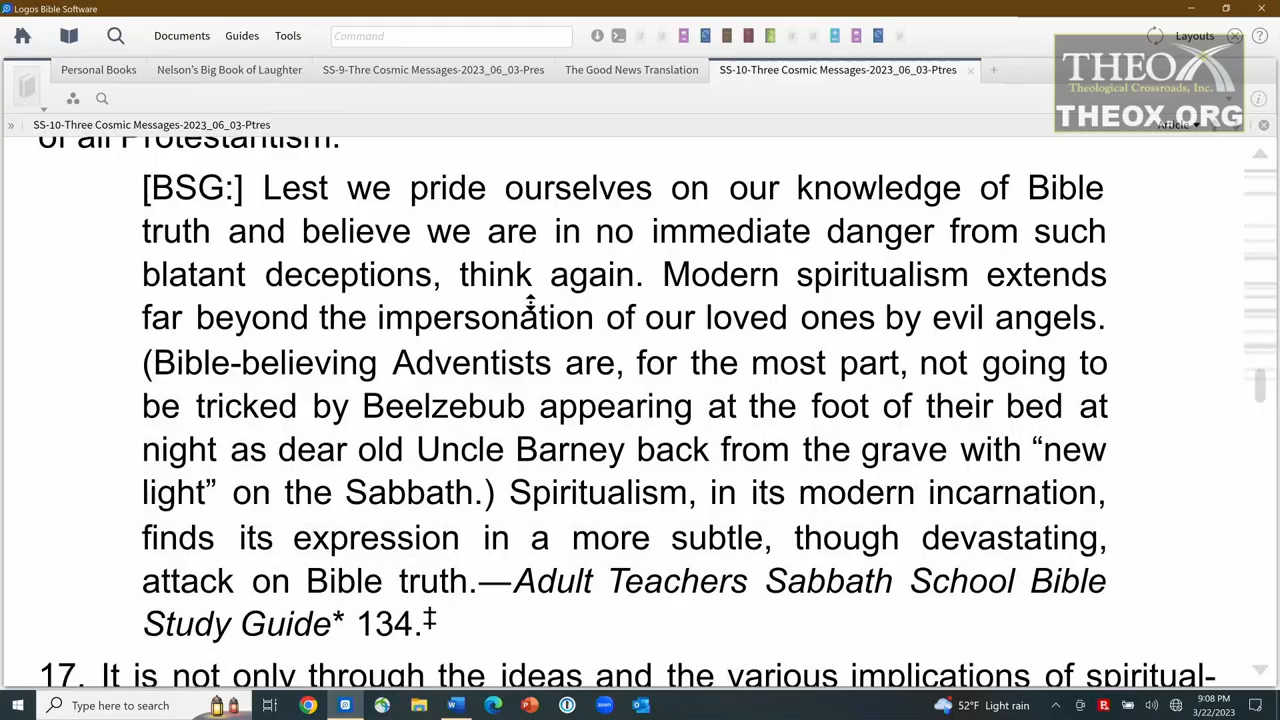 Logos Bible Software
Documents Guides Tools Command Layouts
Personal Books Nelson's Big Book of Laughter SS-9-Thre Cosmic Messages-2023_06_03-Ptres The Good News Translation SS-10-Three Cosmic Messages-2023_06_03-Ptres
THEOX
Theological Crossroads, Inc.
THEOX.ORG
SS-10-Three Cosmic Messages-2023_06_03-Ptres Article
of all Protestantism.
[BSG:] Lest we pride ourselves on our knowledge of Bible
truth and believe we are in no immediate danger from such
blatant deceptions, think again. Modern spiritualism extends
far beyond the impersonation of our loved ones by evil angels.
(Bible-believing Adventists are, for the most part, not going to
be tricked by Beelzebub appearing at the foot of their bed at
night as dear old Uncle Barney back from the grave with “new
light” on the Sabbath.) Spiritualism, in its modern incarnation,
finds its expression in a more subtle, though devastating,
attack on Bible truth.—Adult Teachers Sabbath School Bible
Study Guide* 134.‡
17. It is not only through the ideas and the various implications of spiritual-
Type here to search
52°F Light rain
9:08 PM
3/22/2023